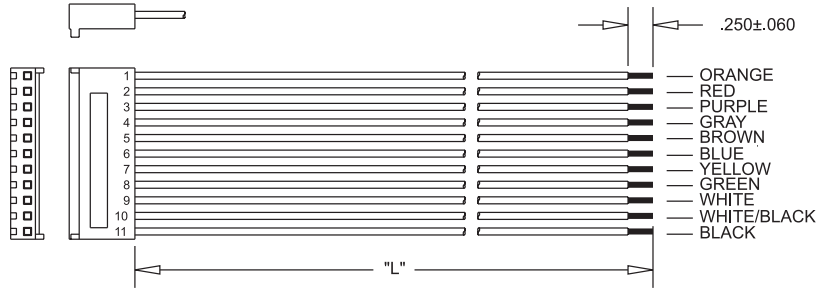 .250±.060
1 ORANGE
2 RED
3 PURPLE
4 GRAY
5 BROWN
6 BLUE
7 YELLOW
8 GREEN
9 WHITE
10 WHITE/BLACK
11 BLACK
"L"